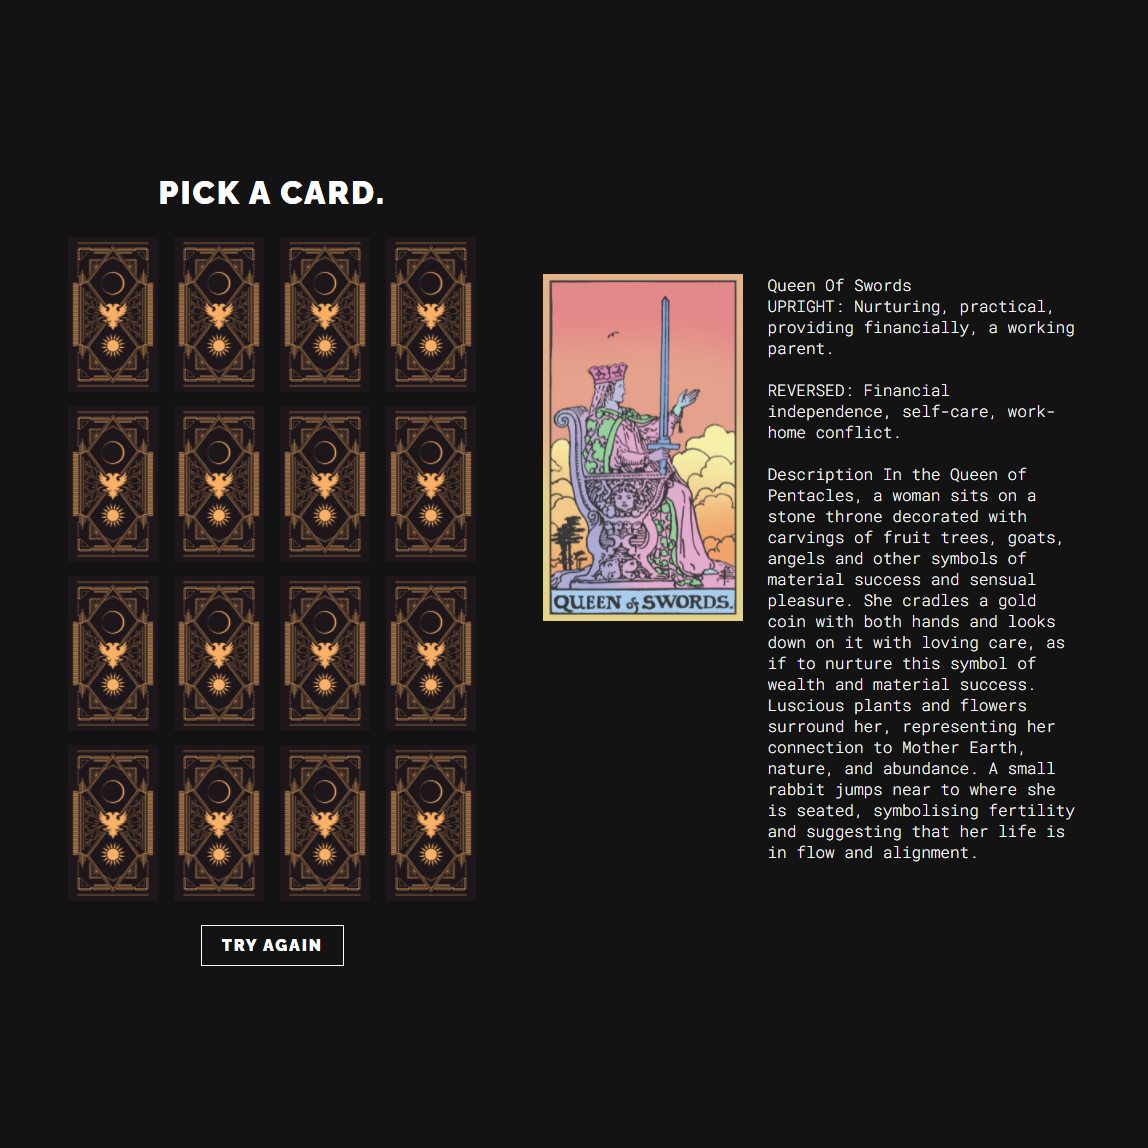 PICK A CARD.
QUEEN of SWORDS.
Queen Of Swords
UPRIGHT: Nurturing, practical,
providing financially, a working
parent.
REVERSED: Financial
independence, self-care, work-
home conflict.
Description In the Queen of
Pentacles, a woman sits on a
stone throne decorated with
carvings of fruit trees, goats,
angels and other symbols of
material success and sensual
pleasure. She cradles a gold
coin with both hands and looks
down on it with loving care, as
if to nurture this symbol of
wealth and material success.
Luscious plants and flowers
surround her, representing her
connection to Mother Earth,
nature, and abundance. A small
rabbit jumps near to where she
is seated, symbolising fertility
and suggesting that her life is
in flow and alignment.
TRY AGAIN